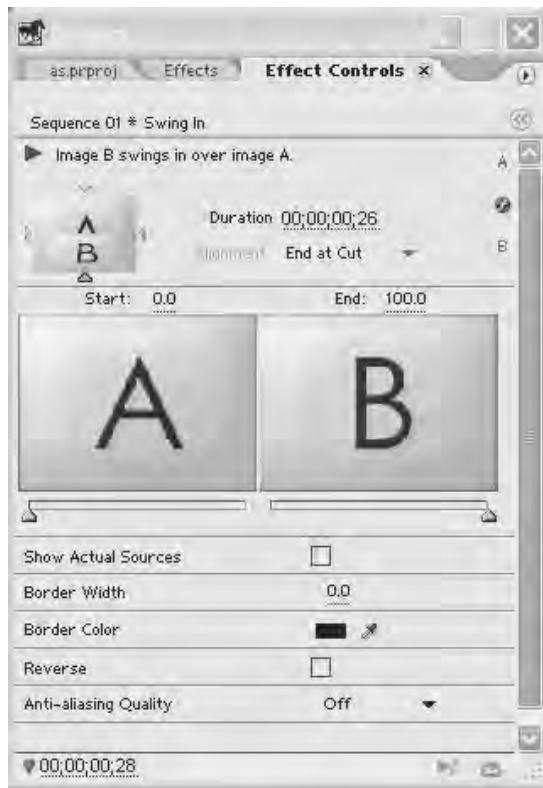 as.prproj Effects Effect Controls x
Sequence 01 * Swing In
Image B swings in over image A.
A
A
B
Duration 00;00;00;26
Alignment End at Cut
B
Start: 0.0 End: 100.0
A B
Show Actual Sources
Border Width 0.0
Border Color
Reverse
Anti-aliasing Quality Off
00;00;00;28